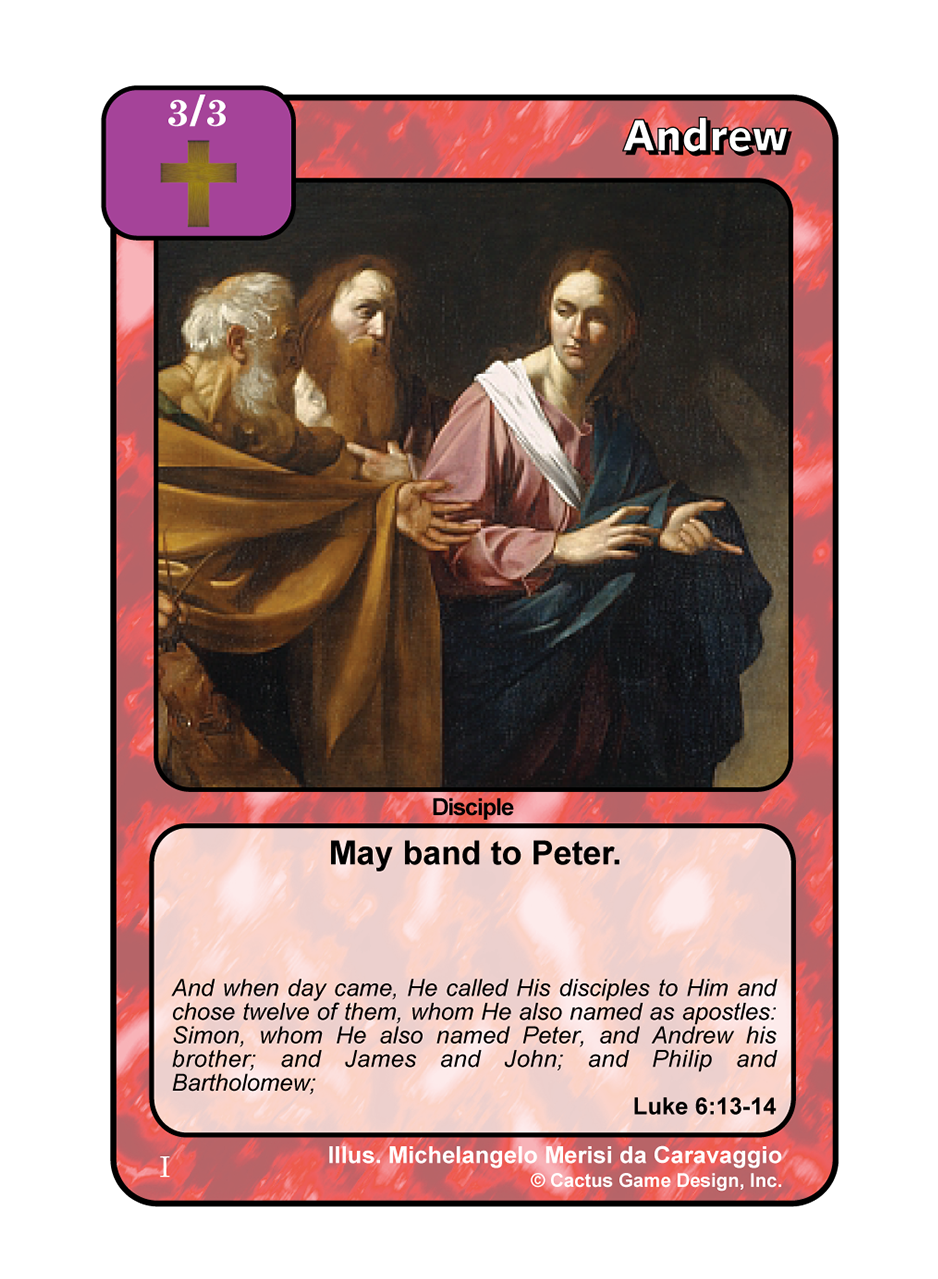 3/3
Andrew
Disciple
May band to Peter.
And when day came, He called His disciples to Him and
chose twelve of them, whom He also named as apostles:
Simon, whom He also named Peter, and Andrew his
brother; and James and John; and Philip and
Bartholomew;
Luke 6:13-14
I
Illus. Michelangelo Merisi da Caravaggio
© Cactus Game Design, Inc.